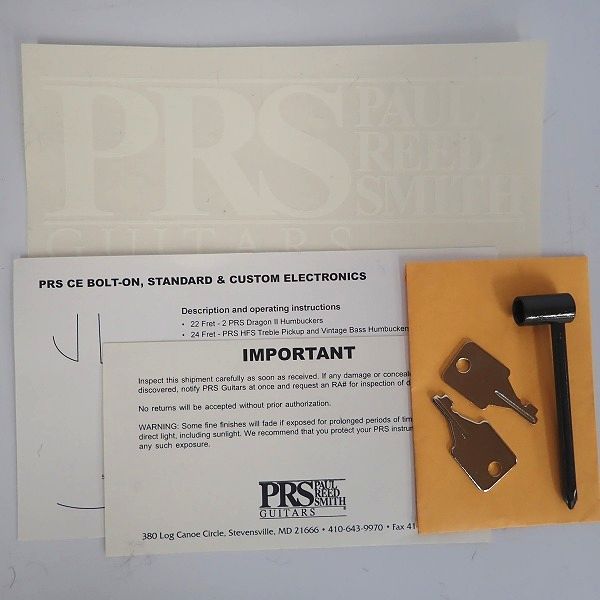 PRS PAUL
REED
SMITH
GUITARS
PRS CE BOLT-ON, STANDARD & CUSTOM ELECTRONICS
Description and operating instructions
• 22 Fret - 2 PRS Dragon II Humbuckers
• 24 Fret - PRS HFS Treble Pickup and Vintage Bass Humbucken
IMPORTANT
Inspect this shipment carefully as soon as received. If any damage or conceal
discovered, notify PRS Guitars at once and request an RA# for inspection of d
No returns will be accepted without prior authorization.
WARNING: Some fine finishes will fade if exposed for prolonged periods of tim
direct light, including sunlight. We recommend that you protect your PRS instrum
any such exposure.
PRS PAUL
REED
SMITH
GUITARS
380 Log Canoe Circle, Stevensville, MD 21666 • 410-643-9970 • Fax 41